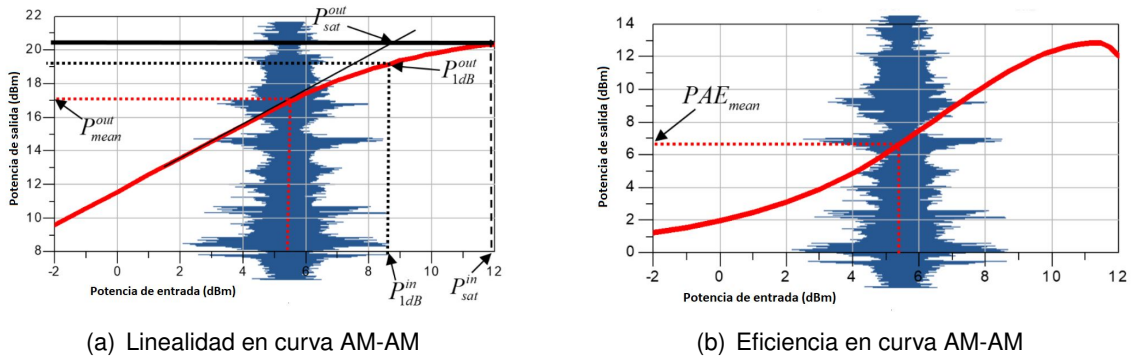 P_sat^out
22
20
18
16
14
12
10
8
Potencia de salida (dBm)
P_1dB^out
P_mean^out
-2
0
2
4
6
8
10
12
Potencia de entrada (dBm)
P_1dB^in
P_sat^in
(a) Linealidad en curva AM-AM
14
12
10
8
6
4
2
0
Potencia de salida (dBm)
PAE_mean
-2
0
2
4
6
8
10
12
Potencia de entrada (dBm)
(b) Eficiencia en curva AM-AM